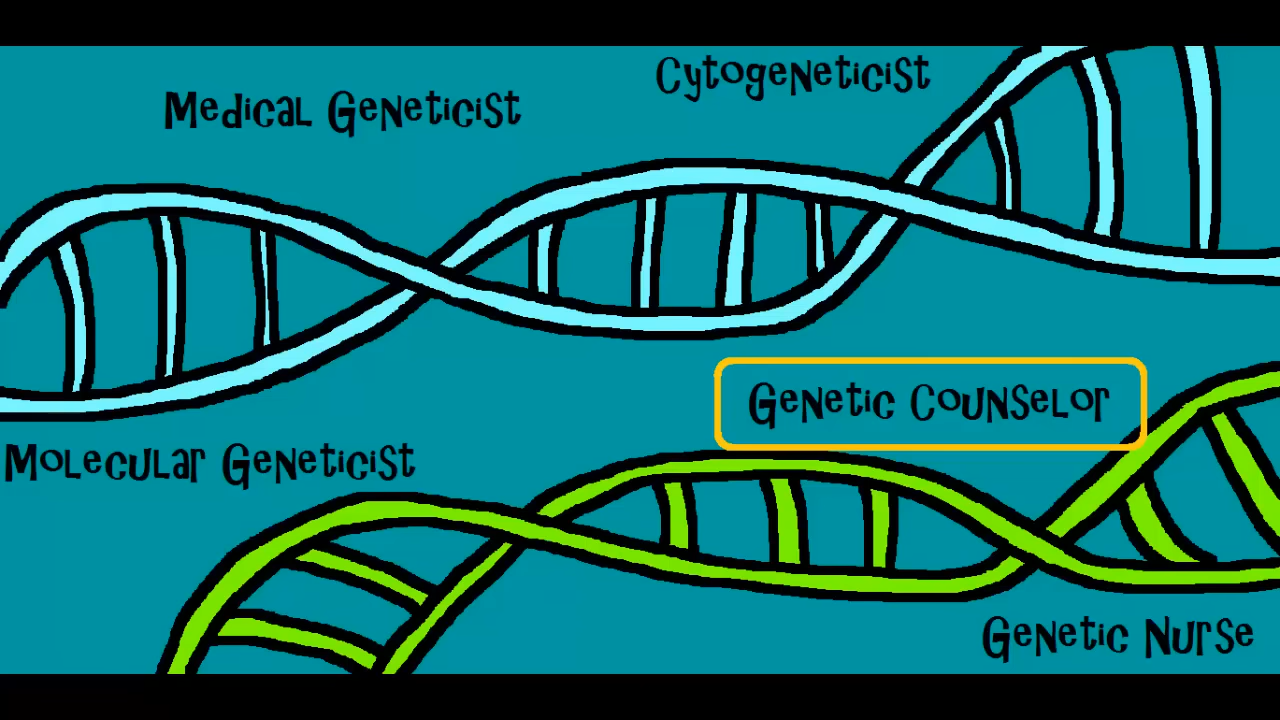 Cytogeneticist
Medical Geneticist
Genetic Counselor
Molecular Geneticist
Genetic Nurse